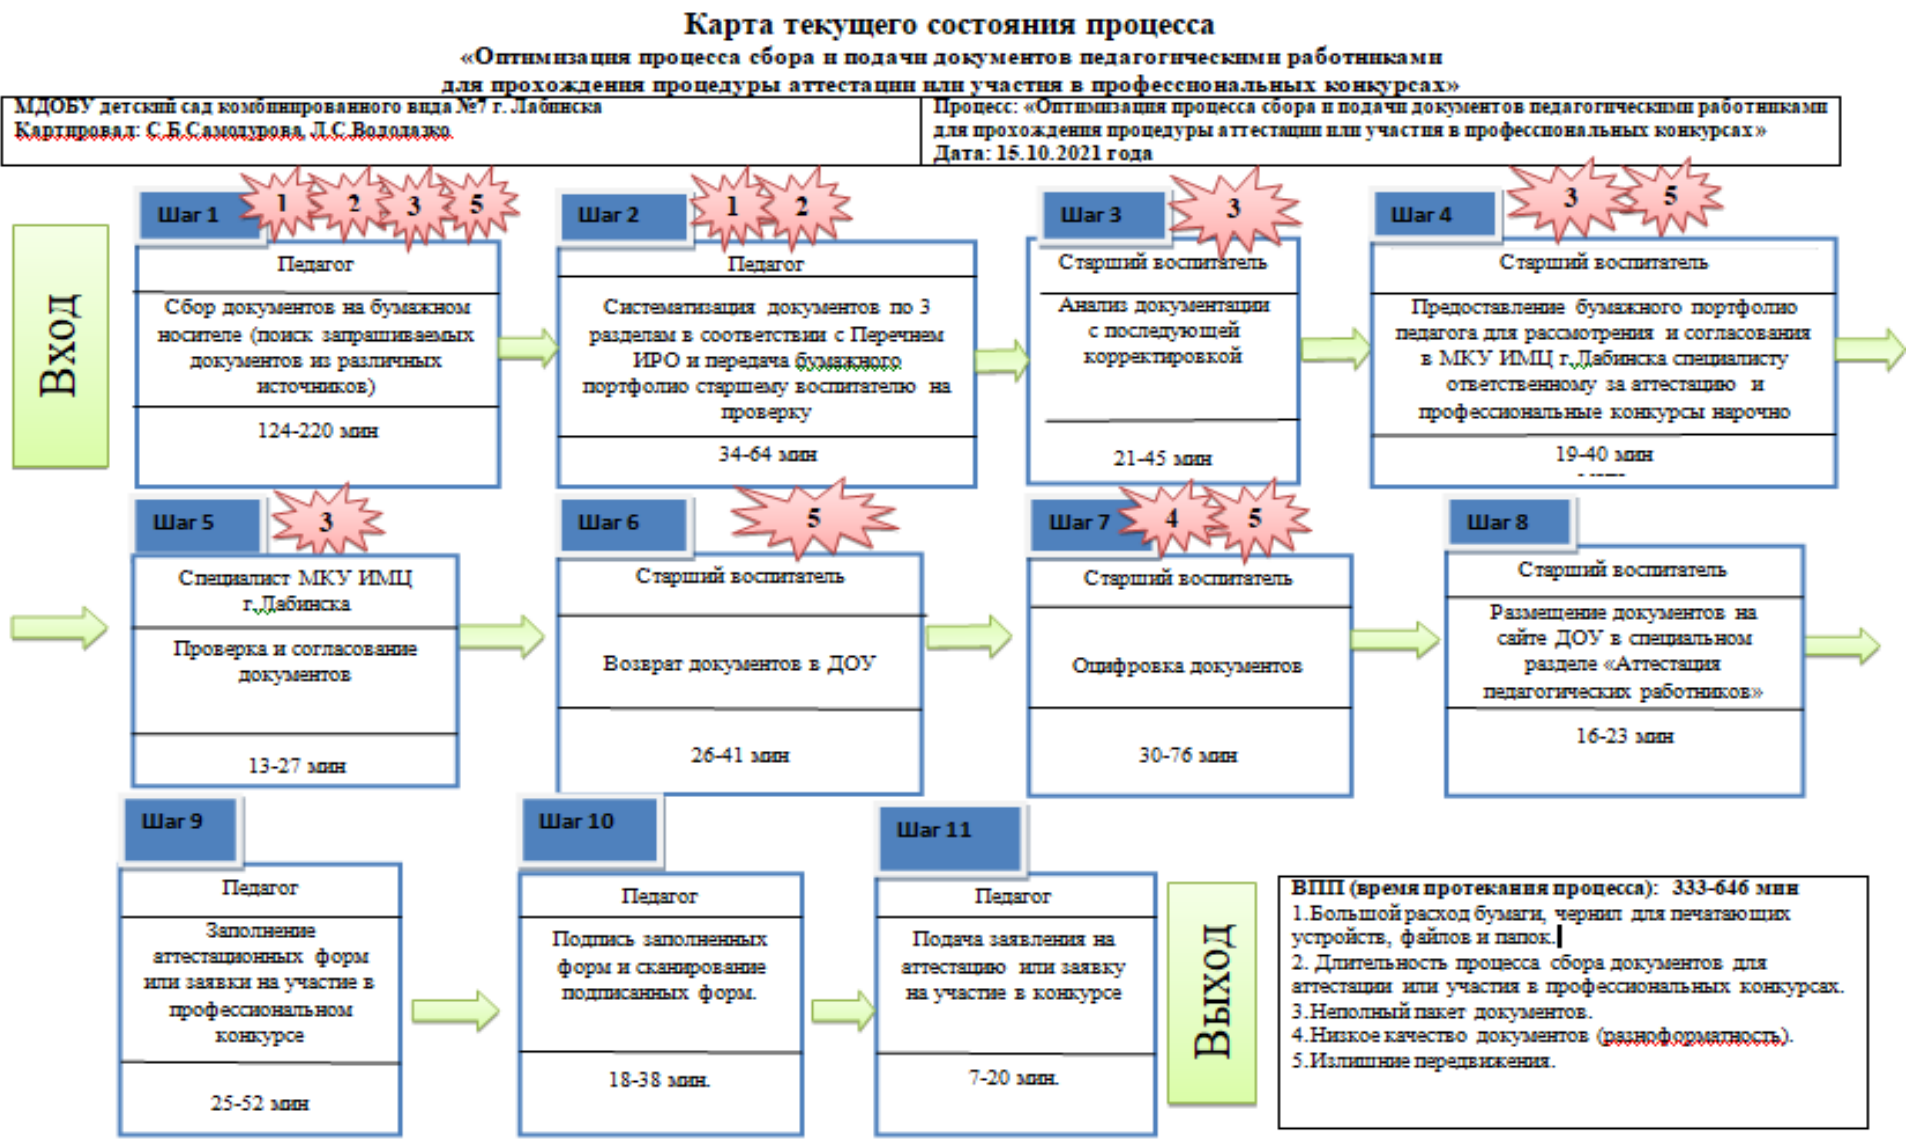 Карта текущего состояния процесса
«Оптимизация процесса сбора и подачи документов педагогическими работниками
для прохождения процедуры аттестации или участия в профессиональных конкурсах»
МДОБУ детский сад комбинированного вида №7 г. Лабинска
Картировал: С.Б.Самодурова, Л.С.Водолазко.
Процесс: «Оптимизация процесса сбора и подачи документов педагогическими работниками
для прохождения процедуры аттестации или участия в профессиональных конкурсах»
Дата: 15.10.2021 года
Вход
Шаг 1
1 2 3 5
Педагог
Сбор документов на бумажном
носителе (поиск запрашиваемых
документов из различных
источников)
124-220 мин
Шаг 2
1 2
Педагог
Систематизация документов по 3
разделам в соответствии с Перечнем
ИРО и передача бумажного
портфолио старшему воспитателю на
проверку
34-64 мин
Шаг 3
3
Старший воспитатель
Анализ документации
с последующей
корректировкой
21-45 мин
Шаг 4
3 5
Старший воспитатель
Предоставление бумажного портфолио
педагога для рассмотрения и согласования
в МКУ ИМЦ г.Лабинска специалисту
ответственному за аттестацию и
профессиональные конкурсы нарочно
19-40 мин
Шаг 5
3
Специалист МКУ ИМЦ
г.Лабинска
Проверка и согласование
документов
13-27 мин
Шаг 6
5
Старший воспитатель
Возврат документов в ДОУ
26-41 мин
Шаг 7
4 5
Старший воспитатель
Оцифровка документов
30-76 мин
Шаг 8
Старший воспитатель
Размещение документов на
сайте ДОУ в специальном
разделе «Аттестация
педагогических работников»
16-23 мин
Шаг 9
Педагог
Заполнение
аттестационных форм
или заявки на участие в
профессиональном
конкурсе
25-52 мин
Шаг 10
Педагог
Подпись заполненных
форм и сканирование
подписанных форм.
18-38 мин.
Шаг 11
Педагог
Подача заявления на
аттестацию или заявку
на участие в конкурсе
7-20 мин.
Выход
ВПП (время протекания процесса): 333-646 мин
1.Большой расход бумаги, чернил для печатающих
устройств, файлов и папок.
2. Длительность процесса сбора документов для
аттестации или участия в профессиональных конкурсах.
3.Неполный пакет документов.
4.Низкое качество документов (разноформатность).
5.Излишние передвижения.